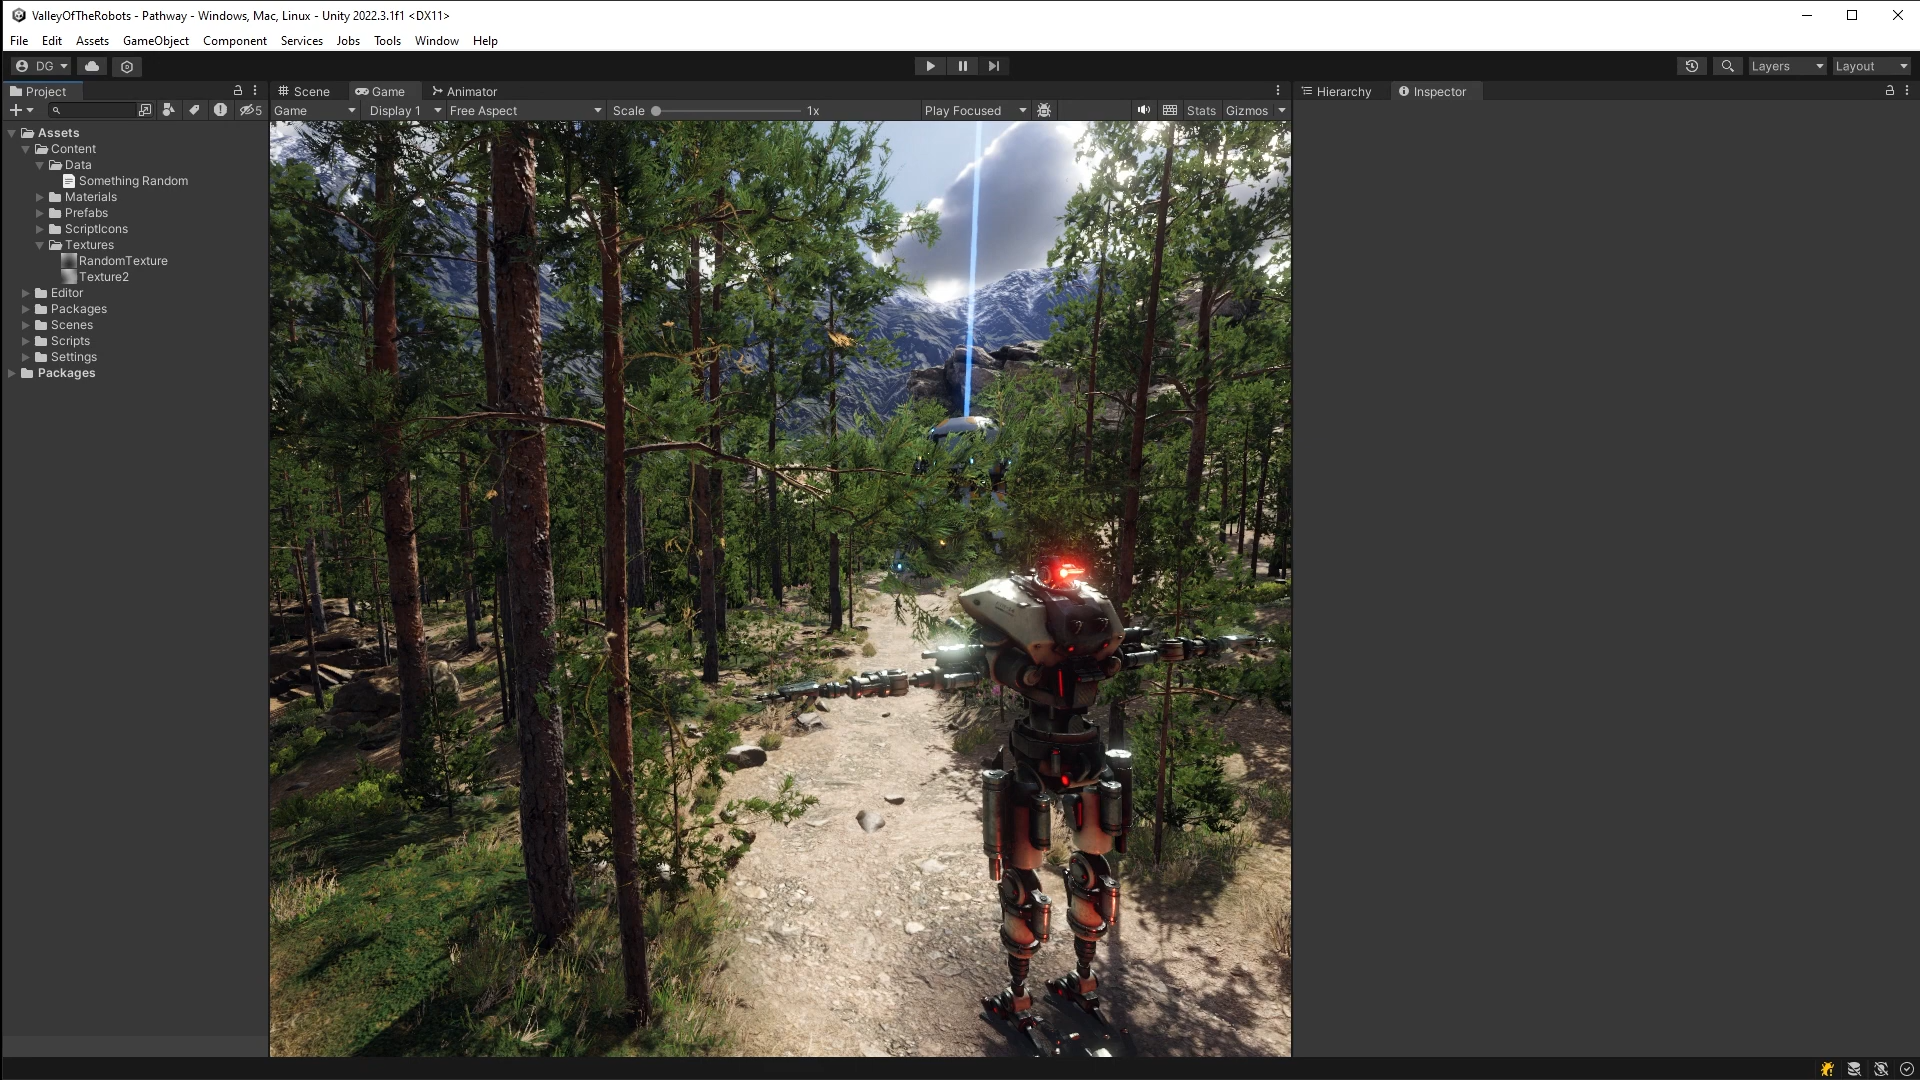 ValleyOfTheRobots - Pathway - Windows, Mac, Linux - Unity 2022.3.1f1 <DX11>
File Edit Assets GameObject Component Services Jobs Tools Window Help
DG Layers Layout
Project Scene Game Animator Hierarchy Inspector
5 Game Display 1 Free Aspect Scale 1x Play Focused Stats Gizmos
Assets
Content
Data
Something Random
Materials
Prefabs
ScriptIcons
Textures
RandomTexture
Texture2
Editor
Packages
Scenes
Scripts
Settings
Packages